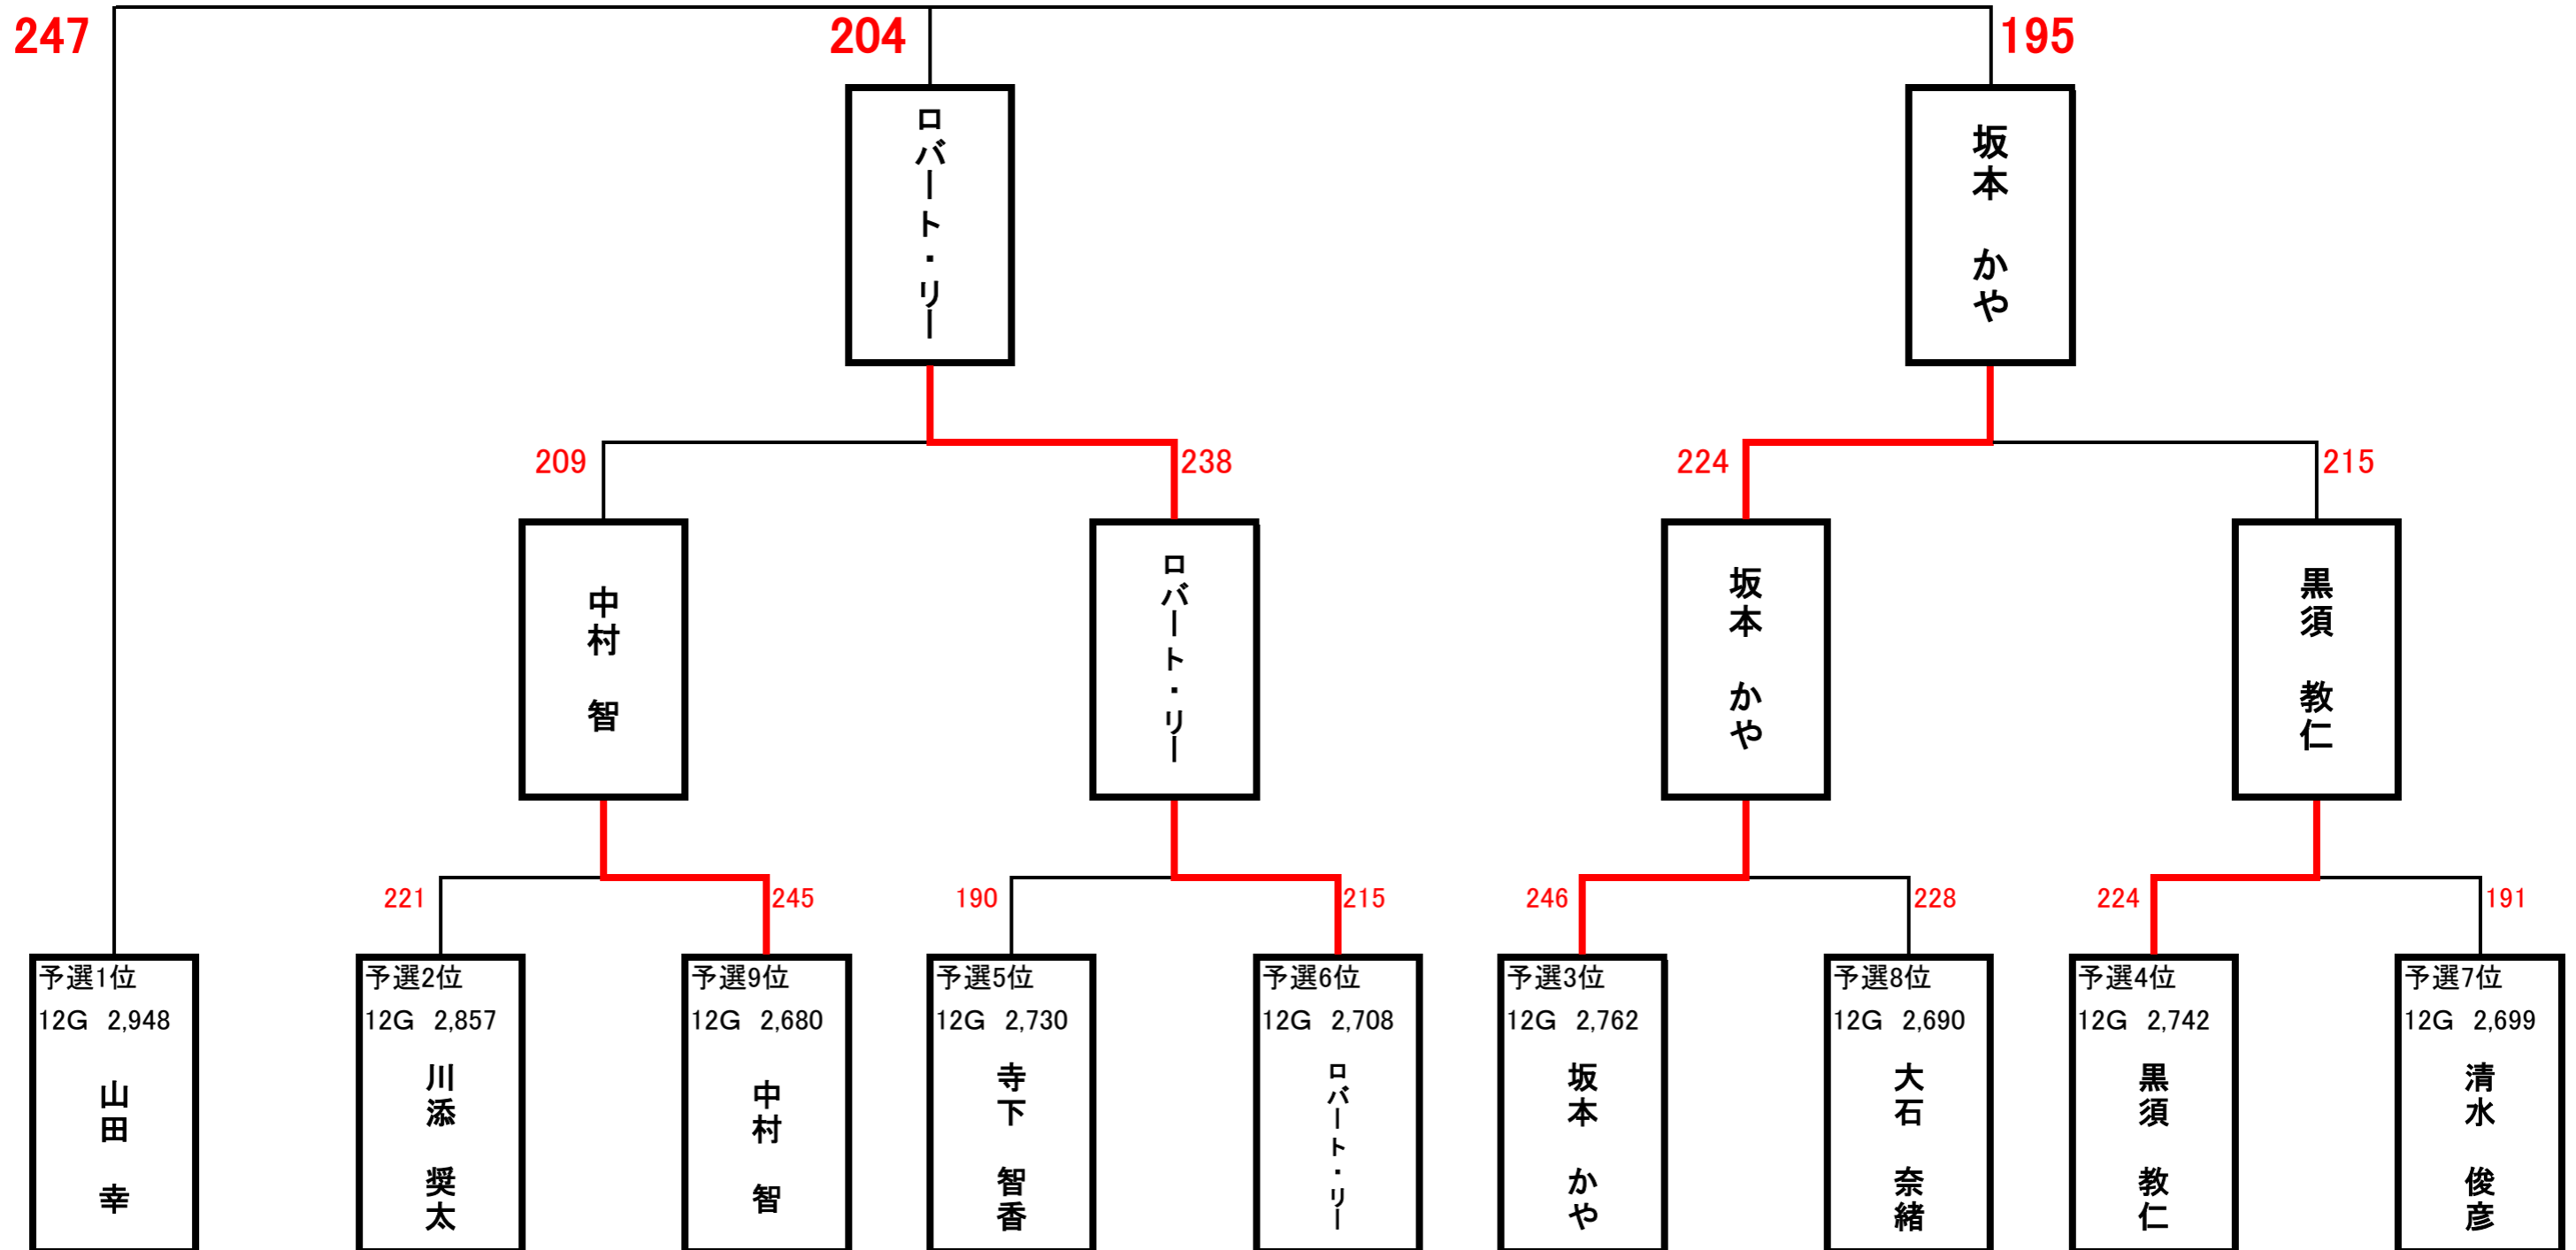 247
204
195
ロバート・リー
坂本 かや
209
238
224
215
中村 智
ロバート・リー
坂本 かや
黒須 教仁
221
245
190
215
246
228
224
191
予選1位
12G 2,948
山田 幸
予選2位
12G 2,857
川添 奨太
予選9位
12G 2,680
中村 智
予選5位
12G 2,730
寺下 智香
予選6位
12G 2,708
ロバート・リー
予選3位
12G 2,762
坂本 かや
予選8位
12G 2,690
大石 奈緒
予選4位
12G 2,742
黒須 教仁
予選7位
12G 2,699
清水 俊彦